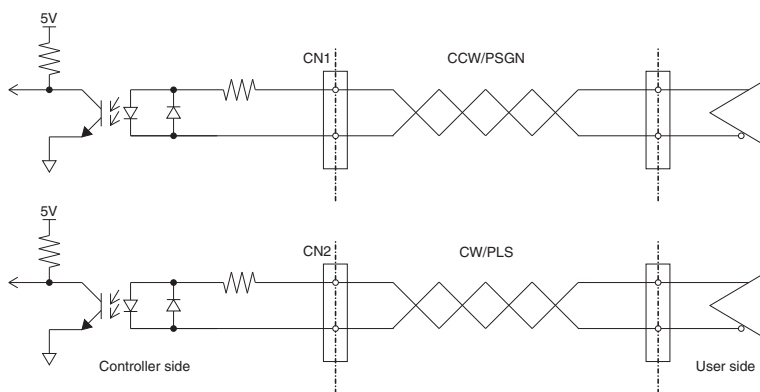 5V
CN1
CCW/PSGN
5V
CN2
CW/PLS
Controller side
User side